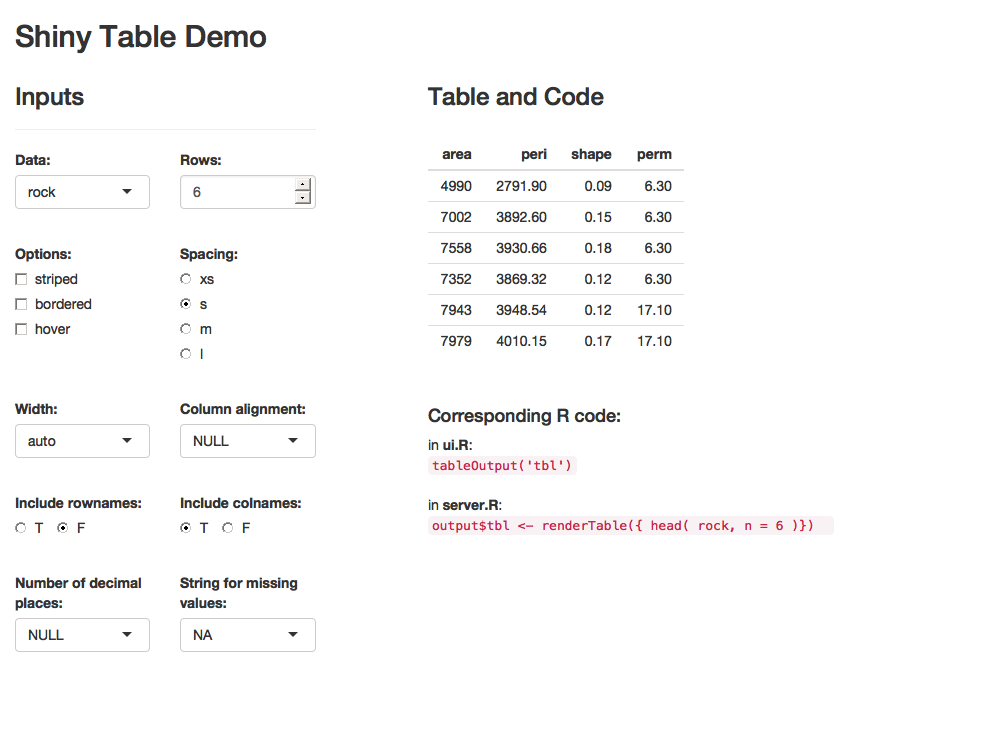 Shiny Table Demo
Inputs
Data: Rows:
rock 6
Options: Spacing:
striped xs
bordered s
hover m
l
Width: Column alignment:
auto NULL
Include rownames: Include colnames:
T F T F
Number of decimal places: String for missing values:
NULL NA
Table and Code
area peri shape perm
4990 2791.90 0.09 6.30
7002 3892.60 0.15 6.30
7558 3930.66 0.18 6.30
7352 3869.32 0.12 6.30
7943 3948.54 0.12 17.10
7979 4010.15 0.17 17.10
Corresponding R code:
in ui.R:
tableOutput('tbl')
in server.R:
output$tbl <- renderTable({ head( rock, n = 6 )})